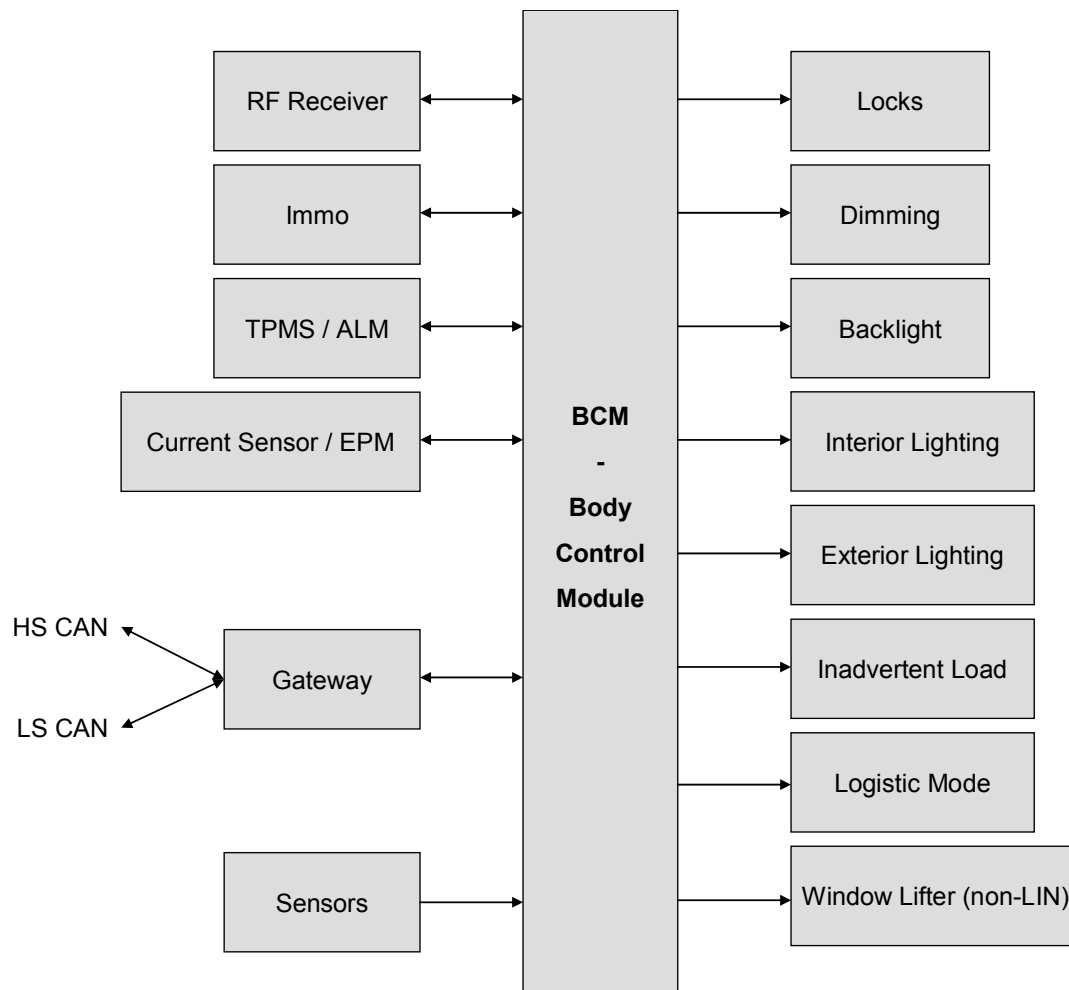 RF Receiver
Immo
TPMS / ALM
Current Sensor / EPM
HS CAN
LS CAN
Gateway
Sensors
BCM
-
Body
Control
Module
Locks
Dimming
Backlight
Interior Lighting
Exterior Lighting
Inadvertent Load
Logistic Mode
Window Lifter (non-LIN)